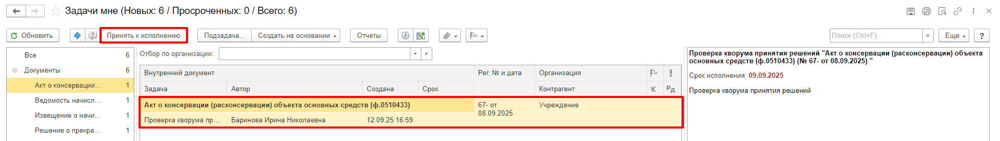 Задачи мне (Новых: 6 / Просроченных: 0 / Всего: 6)
Обновить Принять к исполнению Подзадача... Создать на основании Отчеты Поиск (Ctrl+F) × Еще ?
Все 6
Документы 6
Акт о консервации... 1
Ведомость начисл... 1
Извещение о начи... 1
Решение о прекра... 1
Отбор по организации:
Внутренний документ Рег. № и дата Организация
Задача Автор Создана Срок Контрагент К Рд
Акт о консервации (расконсервации) объекта основных средств (ф.0510433) 67- от 08.09.2025 Учреждение
Проверка кворума пр... Баринова Ирина Николаевна 12.09.25 16:59
Проверка кворума принятия решений "Акт о консервации (расконсервации) объекта
основных средств (ф.0510433) (№ 67- от 08.09.2025) "
Срок исполнения: 09.09.2025
Проверка кворума принятия решений